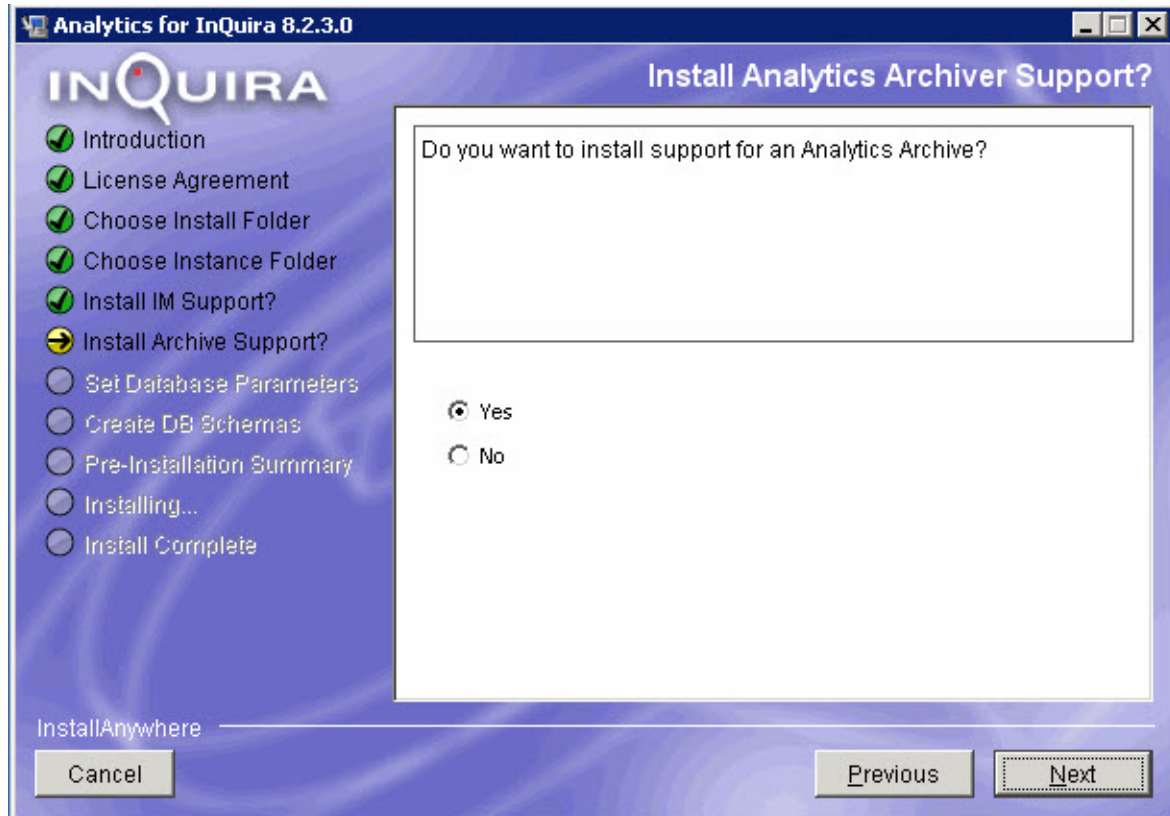 Analytics for InQuira 8.2.3.0
INQUIRA
Install Analytics Archiver Support?
Introduction
License Agreement
Choose Install Folder
Choose Instance Folder
Install IM Support?
Install Archive Support?
Set Database Parameters
Create DB Schemas
Pre-Installation Summary
Installing...
Install Complete
Do you want to install support for an Analytics Archive?
Yes
No
InstallAnywhere
Cancel
Previous
Next